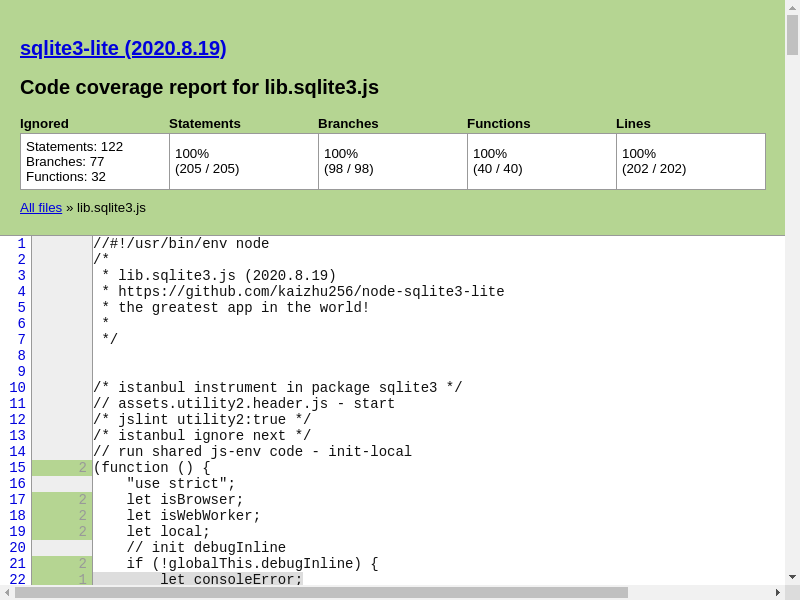 sqlite3-lite (2020.8.19)
Code coverage report for lib.sqlite3.js
Ignored Statements Branches Functions Lines
Statements: 122
Branches: 77
Functions: 32
100%
(205 / 205)
100%
(98 / 98)
100%
(40 / 40)
100%
(202 / 202)
All files » lib.sqlite3.js
1 //#!/usr/bin/env node
2 /*
3  * lib.sqlite3.js (2020.8.19)
4  * https://github.com/kaizhu256/node-sqlite3-lite
5  * the greatest app in the world!
6  *
7  */
8
9
10 /* istanbul instrument in package sqlite3 */
11 // assets.utility2.header.js - start
12 /* jslint utility2:true */
13 /* istanbul ignore next */
14 // run shared js-env code - init-local
15 2 (function () {
16     "use strict";
17 2     let isBrowser;
18 2     let isWebWorker;
19 2     let local;
20     // init debugInline
21 2     if (!globalThis.debugInline) {
22 1         let consoleError;